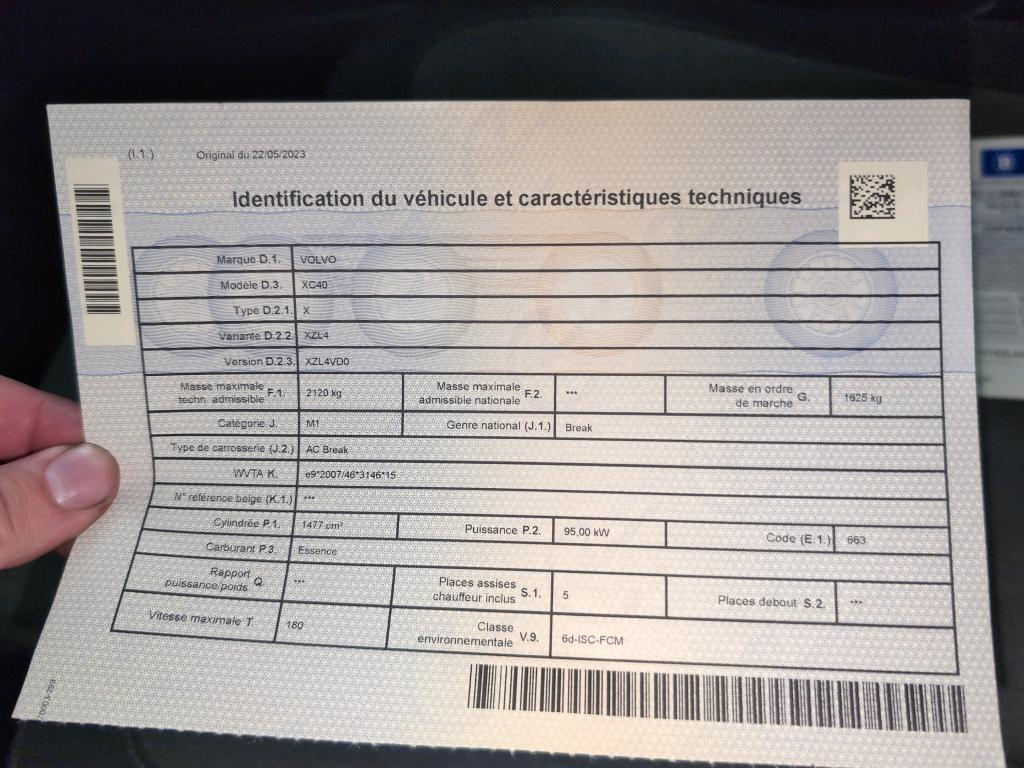 (I.1.) Original du 22/05/2023
Identification du véhicule et caractéristiques techniques
Marque D.1. VOLVO
Modèle D.3. XC40
Type D.2.1. X
Variante D.2.2. XZL4
Version D.2.3. XZL4VD0
Masse maximale techn. admissible F.1. 2120 kg Masse maximale admissible nationale F.2. *** Masse en ordre de marche G. 1625 kg
Catégorie J. M1 Genre national (J.1.) Break
Type de carrosserie (J.2.) AC Break
WVTA K. e9*2007/46*3146*15
N° référence belge (K.1.) ***
Cylindrée P.1. 1477 cm³ Puissance P.2. 95,00 kW Code (E.1.) 663
Carburant P.3. Essence
Rapport puissance/poids Q. *** Places assises chauffeur inclus S.1. 5 Places debout S.2. ***
Vitesse maximale T. 180 Classe environnementale V.9. 6d-ISC-FCM